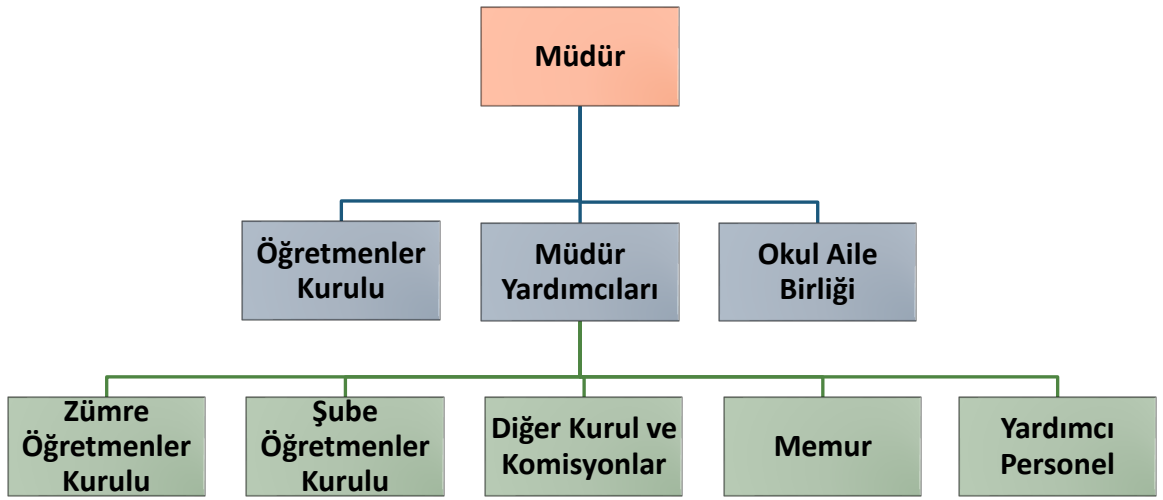 Müdür
Öğretmenler
Kurulu
Müdür
Yardımcıları
Okul Aile
Birliği
Zümre
Öğretmenler
Kurulu
Şube
Öğretmenler
Kurulu
Diğer Kurul ve
Komisyonlar
Memur
Yardımcı
Personel